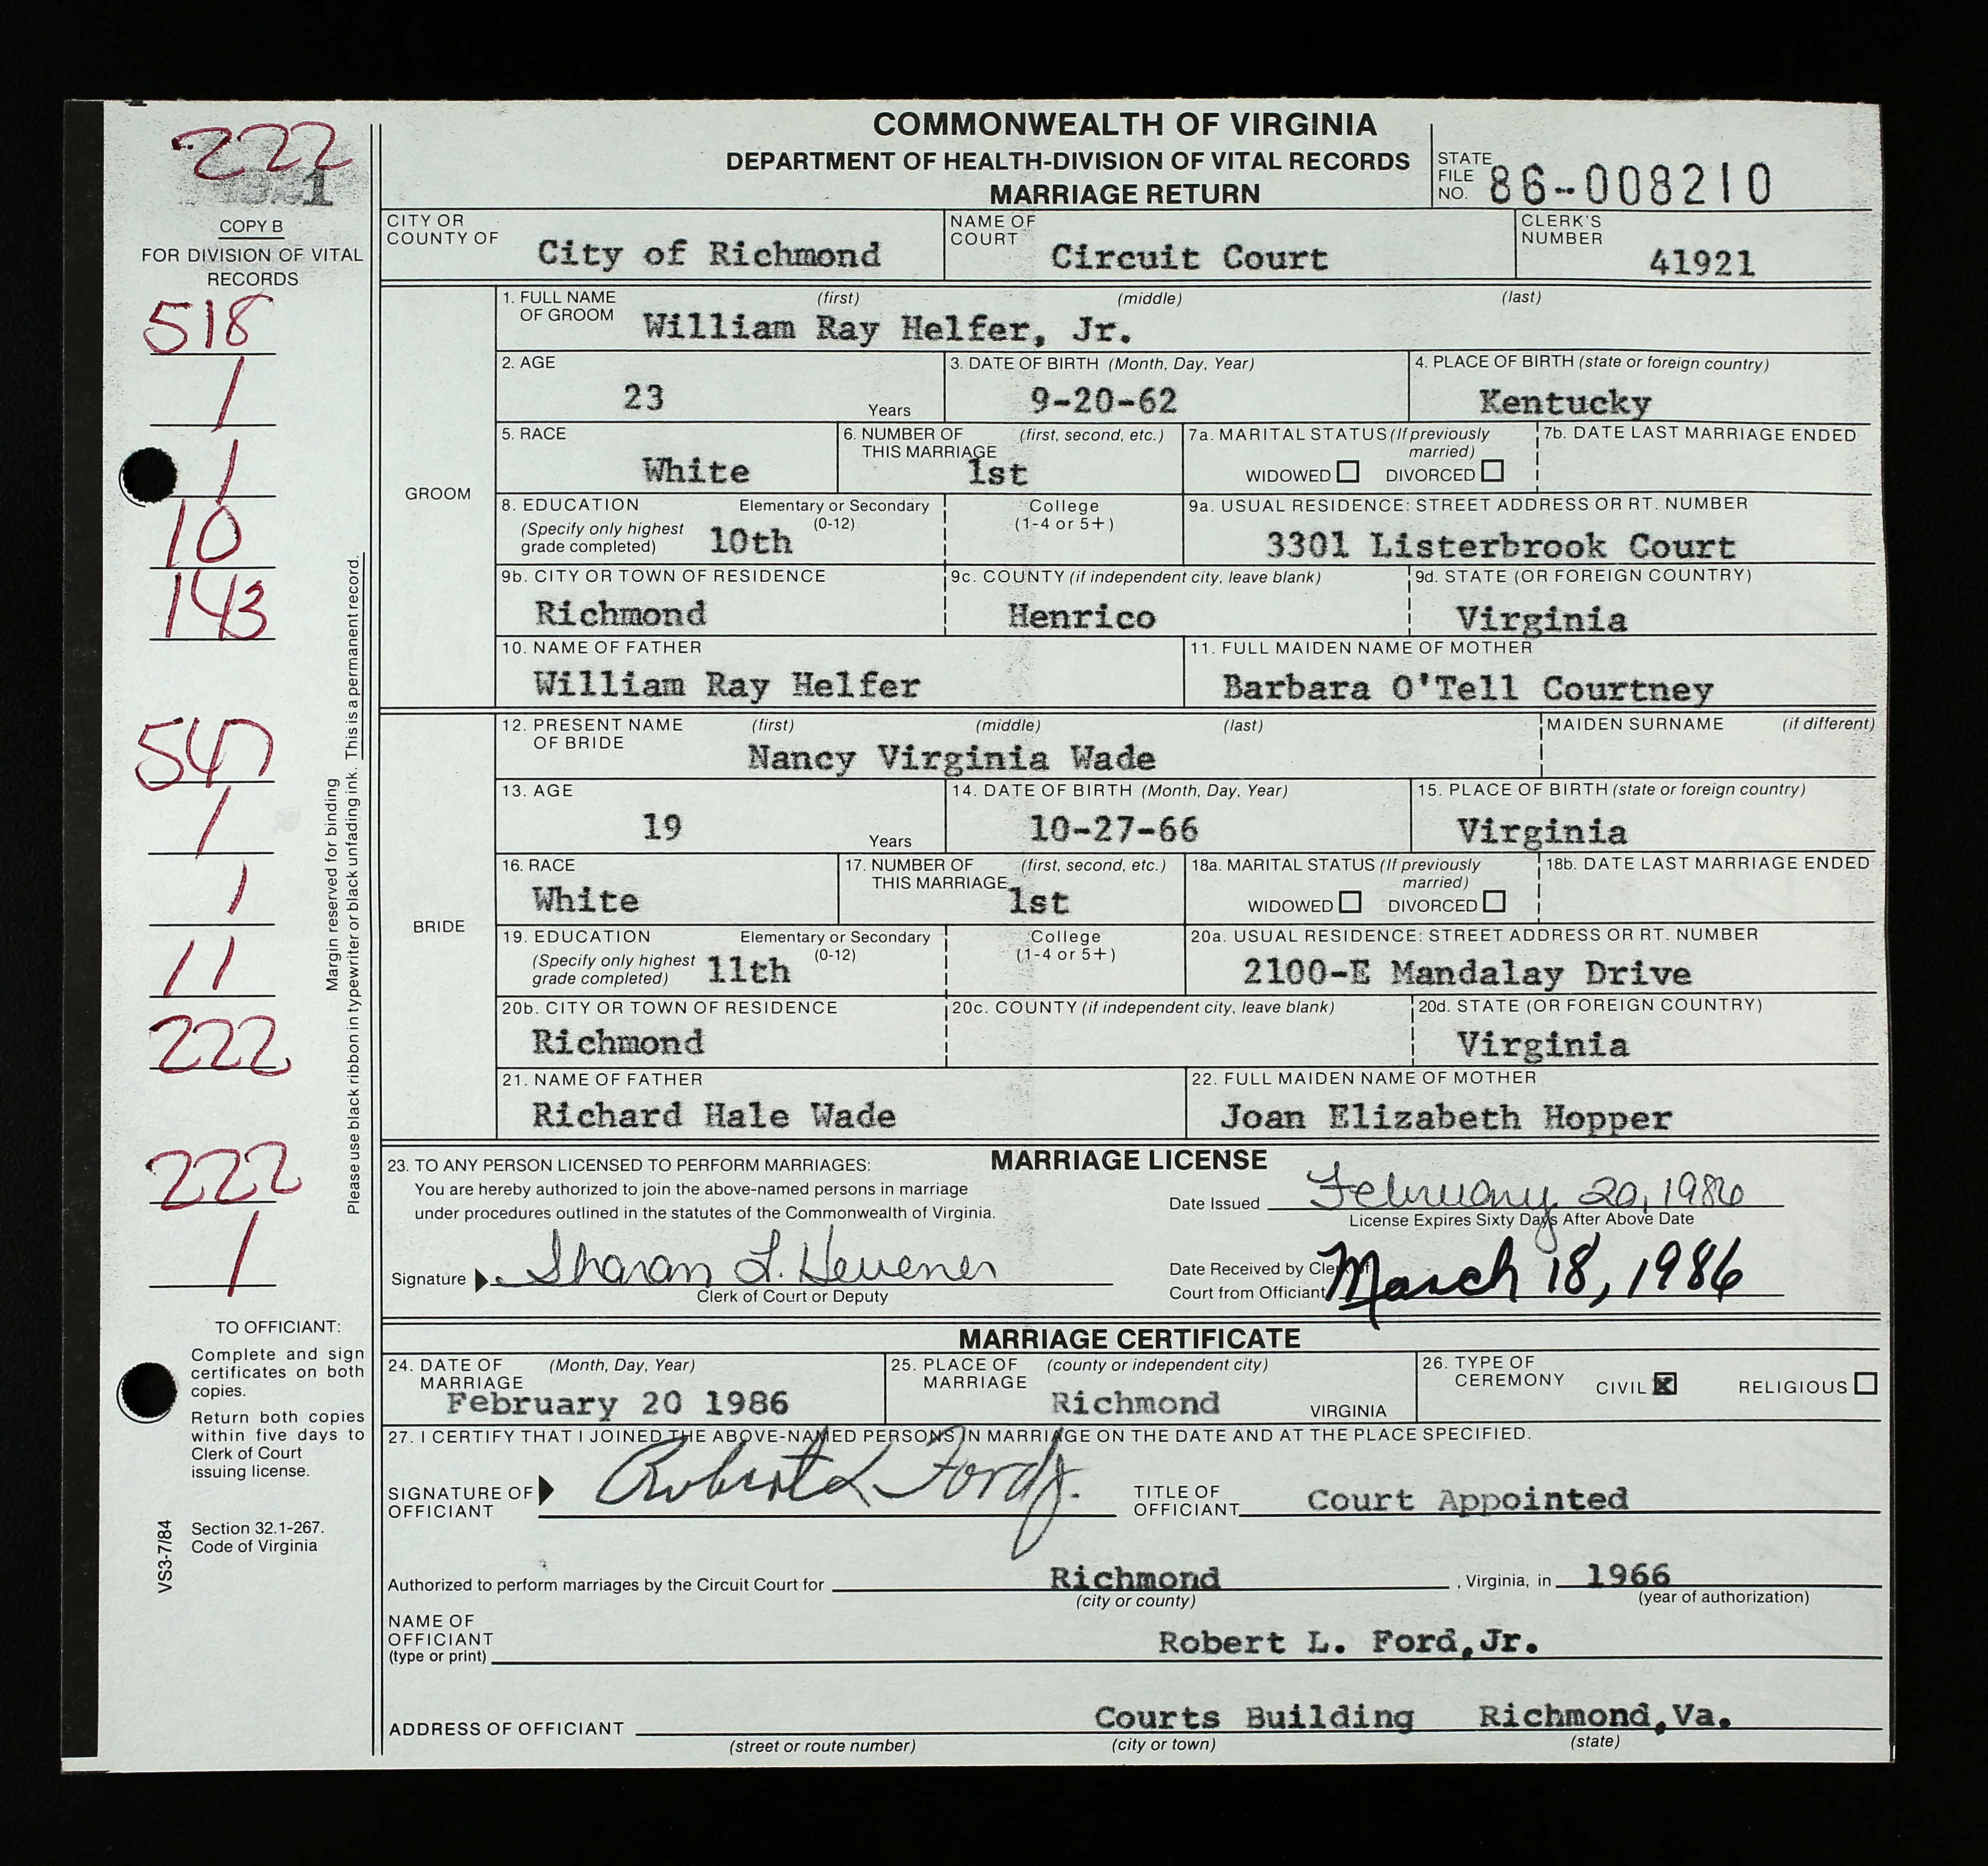 COMMONWEALTH OF VIRGINIA
DEPARTMENT OF HEALTH-DIVISION OF VITAL RECORDS
MARRIAGE RETURN
STATE FILE NO. 86-008210
222
1
COPY B
FOR DIVISION OF VITAL RECORDS
518
1
1
10
143
547
1
1
11
222
222
1
Margin reserved for binding
Please use black ribbon in typewriter or black unfading ink. This is a permanent record.
TO OFFICIANT:
Complete and sign
certificates on both
copies.
Return both copies
within five days to
Clerk of Court
issuing license.
Section 32.1-267.
Code of Virginia
VS3-7/84
CITY OR COUNTY OF City of Richmond
NAME OF COURT Circuit Court
CLERK'S NUMBER 41921
GROOM
1. FULL NAME OF GROOM (first) (middle) (last)
William Ray Helfer, Jr.
2. AGE 23 Years
3. DATE OF BIRTH (Month, Day, Year) 9-20-62
4. PLACE OF BIRTH (state or foreign country) Kentucky
5. RACE White
6. NUMBER OF THIS MARRIAGE (first, second, etc.) 1st
7a. MARITAL STATUS (If previously married) WIDOWED DIVORCED
7b. DATE LAST MARRIAGE ENDED
8. EDUCATION (Specify only highest grade completed) Elementary or Secondary (0-12) 10th
College (1-4 or 5+)
9a. USUAL RESIDENCE: STREET ADDRESS OR RT. NUMBER 3301 Listerbrook Court
9b. CITY OR TOWN OF RESIDENCE Richmond
9c. COUNTY (if independent city, leave blank) Henrico
9d. STATE (OR FOREIGN COUNTRY) Virginia
10. NAME OF FATHER William Ray Helfer
11. FULL MAIDEN NAME OF MOTHER Barbara O'Tell Courtney
BRIDE
12. PRESENT NAME OF BRIDE (first) (middle) (last)
Nancy Virginia Wade
MAIDEN SURNAME (if different)
13. AGE 19 Years
14. DATE OF BIRTH (Month, Day, Year) 10-27-66
15. PLACE OF BIRTH (state or foreign country) Virginia
16. RACE White
17. NUMBER OF THIS MARRIAGE (first, second, etc.) 1st
18a. MARITAL STATUS (If previously married) WIDOWED DIVORCED
18b. DATE LAST MARRIAGE ENDED
19. EDUCATION (Specify only highest grade completed) Elementary or Secondary (0-12) 11th
College (1-4 or 5+)
20a. USUAL RESIDENCE: STREET ADDRESS OR RT. NUMBER 2100-E Mandalay Drive
20b. CITY OR TOWN OF RESIDENCE Richmond
20c. COUNTY (if independent city, leave blank)
20d. STATE (OR FOREIGN COUNTRY) Virginia
21. NAME OF FATHER Richard Hale Wade
22. FULL MAIDEN NAME OF MOTHER Joan Elizabeth Hopper
MARRIAGE LICENSE
23. TO ANY PERSON LICENSED TO PERFORM MARRIAGES:
You are hereby authorized to join the above-named persons in marriage
under procedures outlined in the statutes of the Commonwealth of Virginia.
Date Issued February 20, 1986
License Expires Sixty Days After Above Date
Signature Sharan L. Hevener
Clerk of Court or Deputy
Date Received by Clerk of
Court from Officiant March 18, 1986
MARRIAGE CERTIFICATE
24. DATE OF MARRIAGE (Month, Day, Year) February 20 1986
25. PLACE OF MARRIAGE (county or independent city) Richmond VIRGINIA
26. TYPE OF CEREMONY CIVIL X RELIGIOUS
27. I CERTIFY THAT I JOINED THE ABOVE-NAMED PERSONS IN MARRIAGE ON THE DATE AND AT THE PLACE SPECIFIED.
SIGNATURE OF OFFICIANT Robert L Ford Jr.
TITLE OF OFFICIANT Court Appointed
Authorized to perform marriages by the Circuit Court for Richmond , Virginia, in 1966
(city or county) (year of authorization)
NAME OF OFFICIANT (type or print) Robert L. Ford, Jr.
ADDRESS OF OFFICIANT Courts Building Richmond, Va.
(street or route number) (city or town) (state)